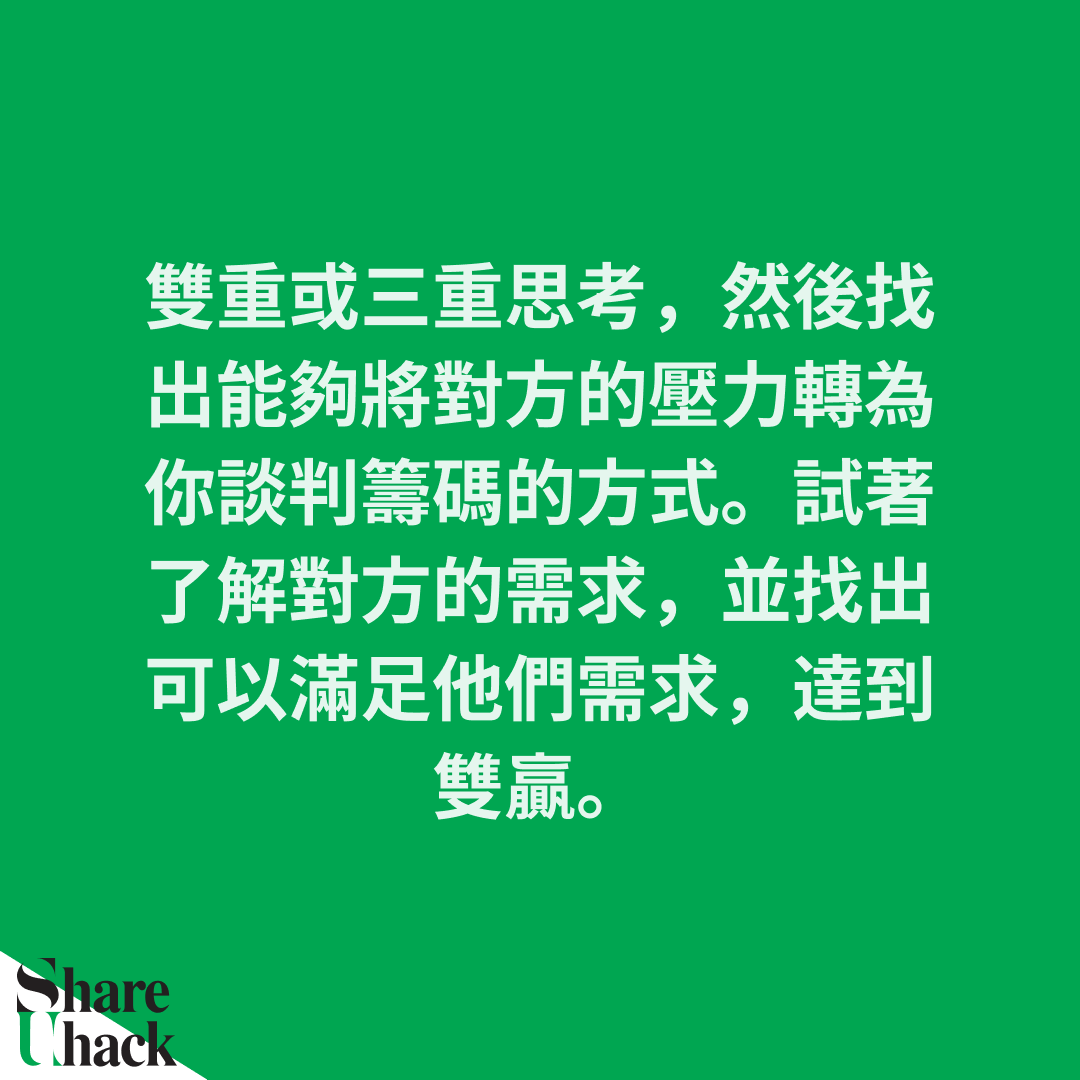 雙重或三重思考，然後找
出能夠將對方的壓力轉為
你談判籌碼的方式。試著
了解對方的需求，並找出
可以滿足他們需求，達到
雙贏。
Share
Uhack